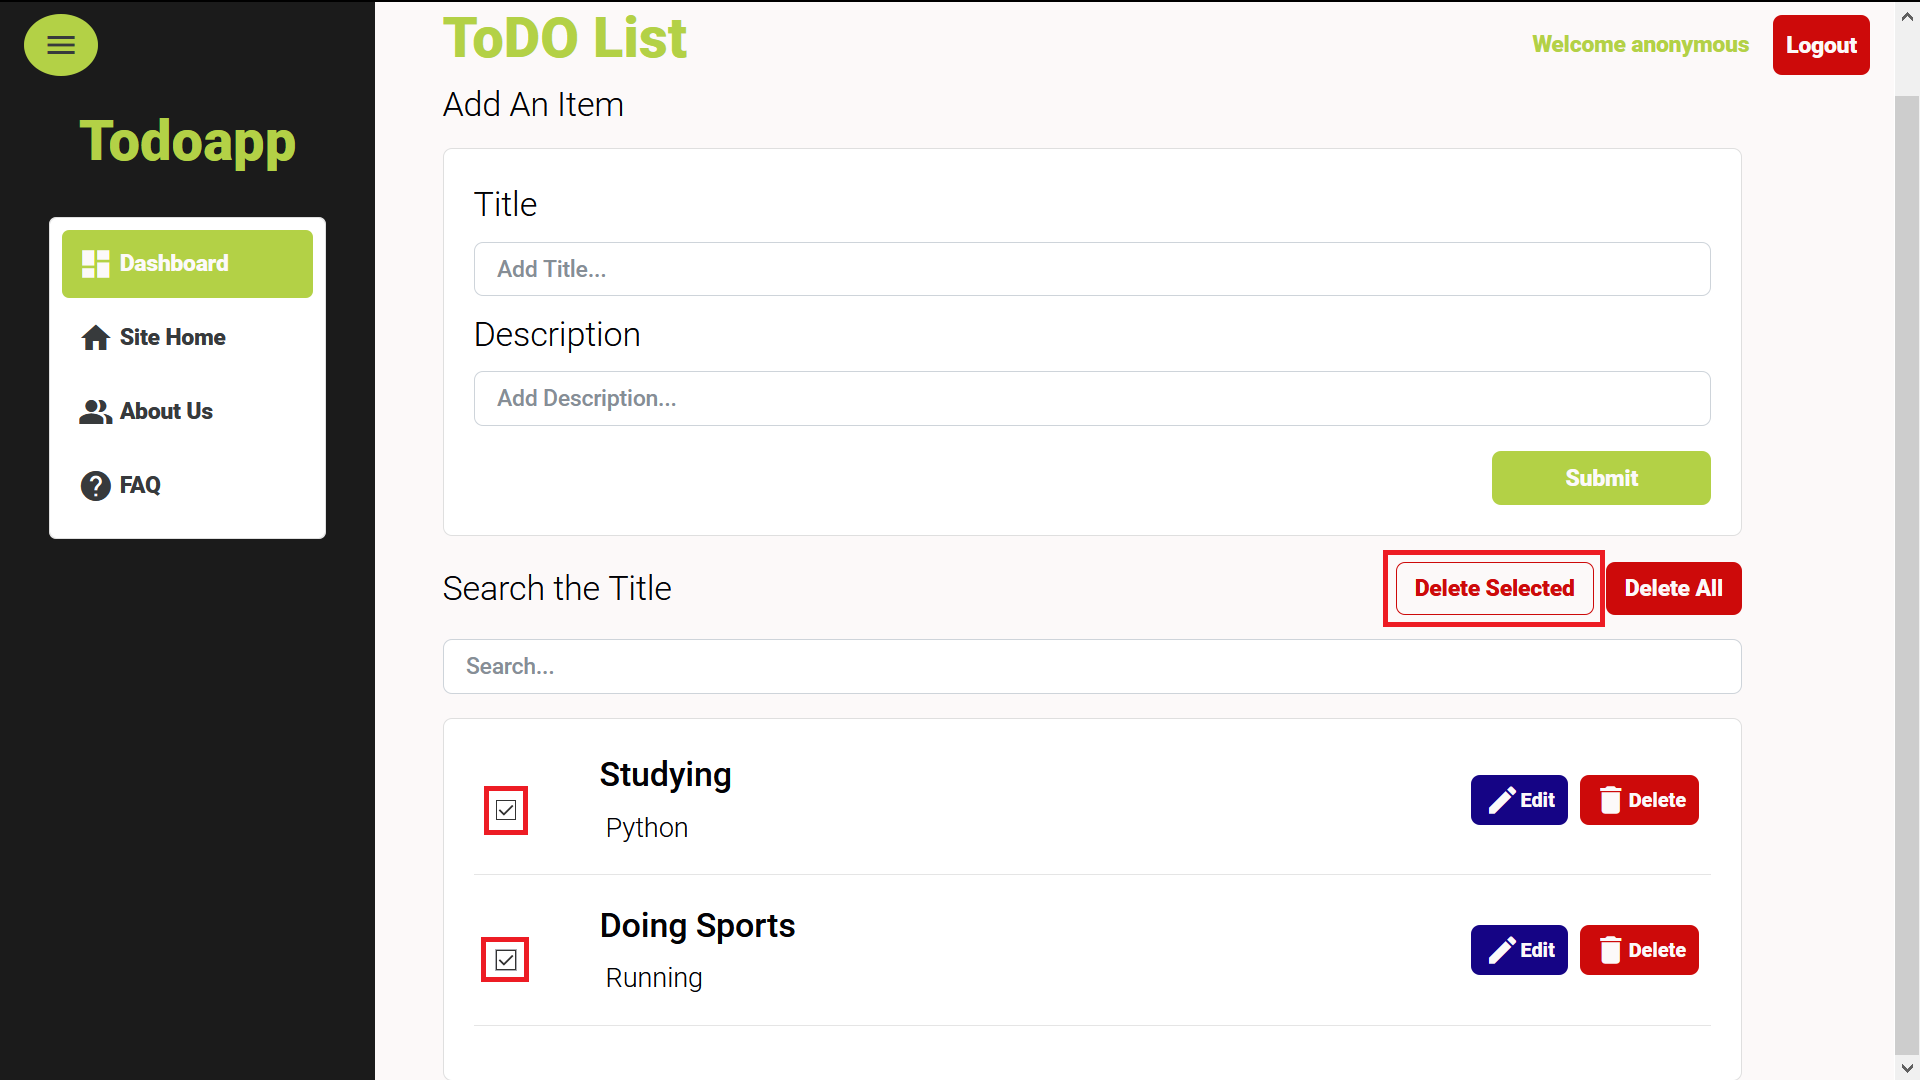 Todoapp
Dashboard
Site Home
About Us
FAQ
ToDO List
Welcome anonymous
Logout
Add An Item
Title
Add Title...
Description
Add Description...
Submit
Search the Title
Delete Selected
Delete All
Search...
Studying
Python
Edit
Delete
Doing Sports
Running
Edit
Delete